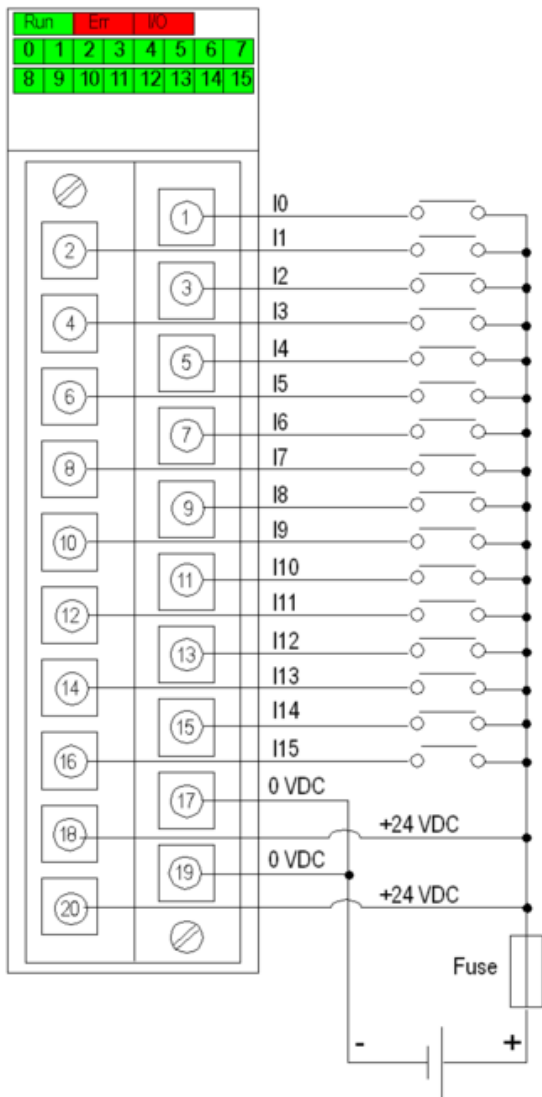 Run Err I/O
0 1 2 3 4 5 6 7
8 9 10 11 12 13 14 15
1 I0
2 I1
3 I2
4 I3
5 I4
6 I5
7 I6
8 I7
9 I8
10 I9
11 I10
12 I11
13 I12
14 I13
15 I14
16 I15
17 0 VDC
18 +24 VDC
19 0 VDC
20 +24 VDC
Fuse
- +